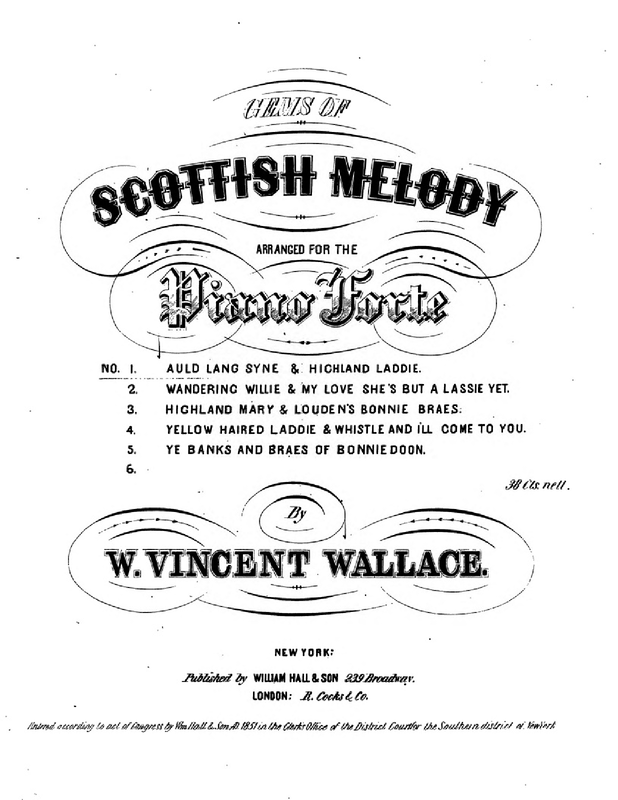 GEMS OF
SCOTTISH MELODY
ARRANGED FOR THE
Piano Forte
NO. 1. AULD LANG SYNE & HIGHLAND LADDIE.
2. WANDERING WILLIE & MY LOVE SHE'S BUT A LASSIE YET.
3. HIGHLAND MARY & LOUDEN'S BONNIE BRAES.
4. YELLOW HAIRED LADDIE & WHISTLE AND I'LL COME TO YOU.
5. YE BANKS AND BRAES OF BONNIE DOON.
6.
38 Cts. nett.
By
W. VINCENT WALLACE.
NEW YORK:
Published by WILLIAM HALL & SON 239 Broadway.
LONDON: R. Cocks & Co.
Entered according to act of Congress by Wm. Hall & Son AD. 1851 in the Clerks Office of the District Court for the Southern district of New York